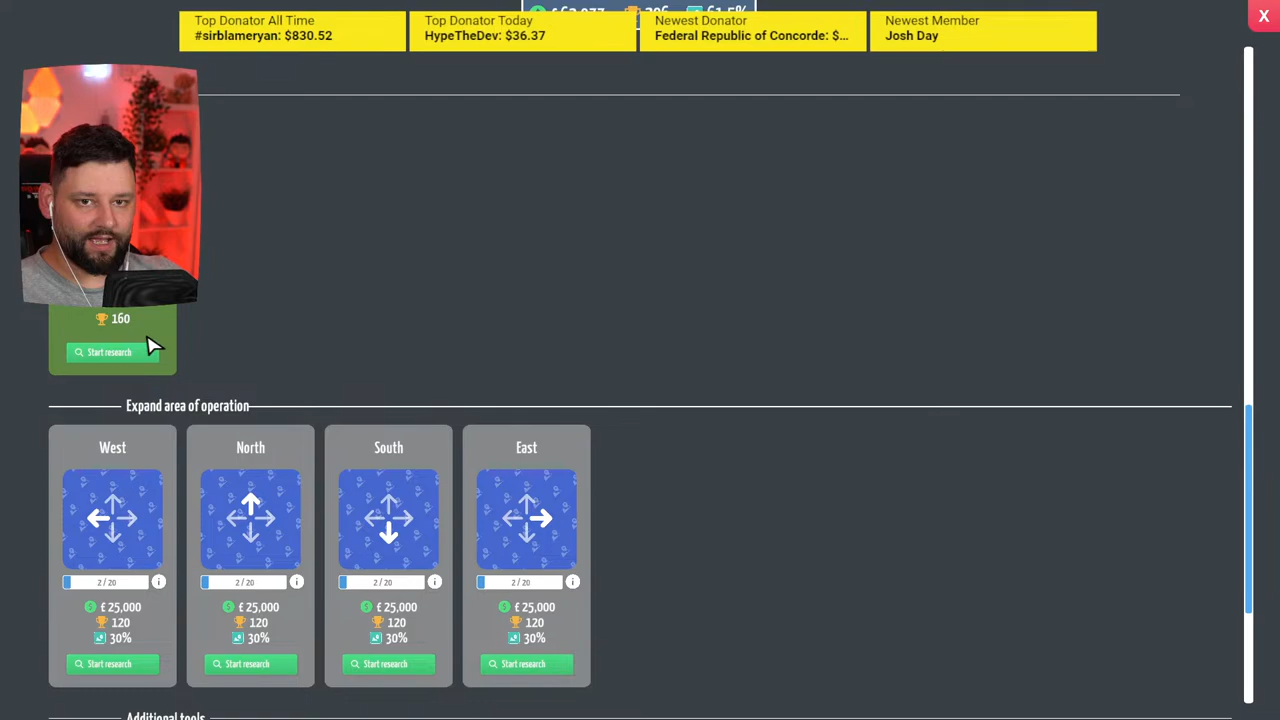 Top Donator All Time
#sirblameryan: $830.52
Top Donator Today
HypeTheDev: $36.37
Newest Donator
Federal Republic of Concorde: $...
Newest Member
Josh Day
X
160
Start research
Expand area of operation
West
North
South
East
2 / 20
2 / 20
2 / 20
2 / 20
£ 25,000
£ 25,000
£ 25,000
£ 25,000
120
120
120
120
30%
30%
30%
30%
Start research
Start research
Start research
Start research
Additional tools